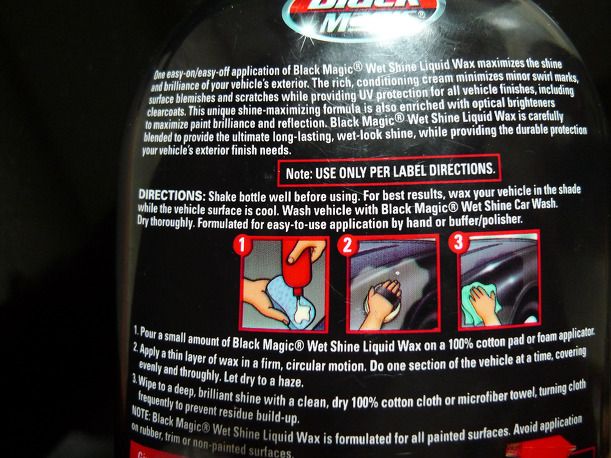 Black
Magic®
One easy-on/easy-off application of Black Magic® Wet Shine Liquid Wax maximizes the shine
and brilliance of your vehicle's exterior. The rich, conditioning cream minimizes minor swirl marks,
surface blemishes and scratches while providing UV protection for all vehicle finishes, including
clearcoats. This unique shine-maximizing formula is also enriched with optical brighteners
to maximize paint brilliance and reflection. Black Magic® Wet Shine Liquid Wax is carefully
blended to provide the ultimate long-lasting, wet-look shine, while providing the durable protection
your vehicle's exterior finish needs.
Note: USE ONLY PER LABEL DIRECTIONS.
DIRECTIONS: Shake bottle well before using. For best results, wax your vehicle in the shade
while the vehicle surface is cool. Wash vehicle with Black Magic® Wet Shine Car Wash.
Dry thoroughly. Formulated for easy-to-use application by hand or buffer/polisher.
1 2 3
1. Pour a small amount of Black Magic® Wet Shine Liquid Wax on a 100% cotton pad or foam applicator.
2. Apply a thin layer of wax in a firm, circular motion. Do one section of the vehicle at a time, covering
evenly and throughly. Let dry to a haze.
3. Wipe to a deep, brilliant shine with a clean, dry 100% cotton cloth or microfiber towel, turning cloth
frequently to prevent residue build-up.
NOTE: Black Magic® Wet Shine Liquid Wax is formulated for all painted surfaces. Avoid application
on rubber, trim or non-painted surfaces.